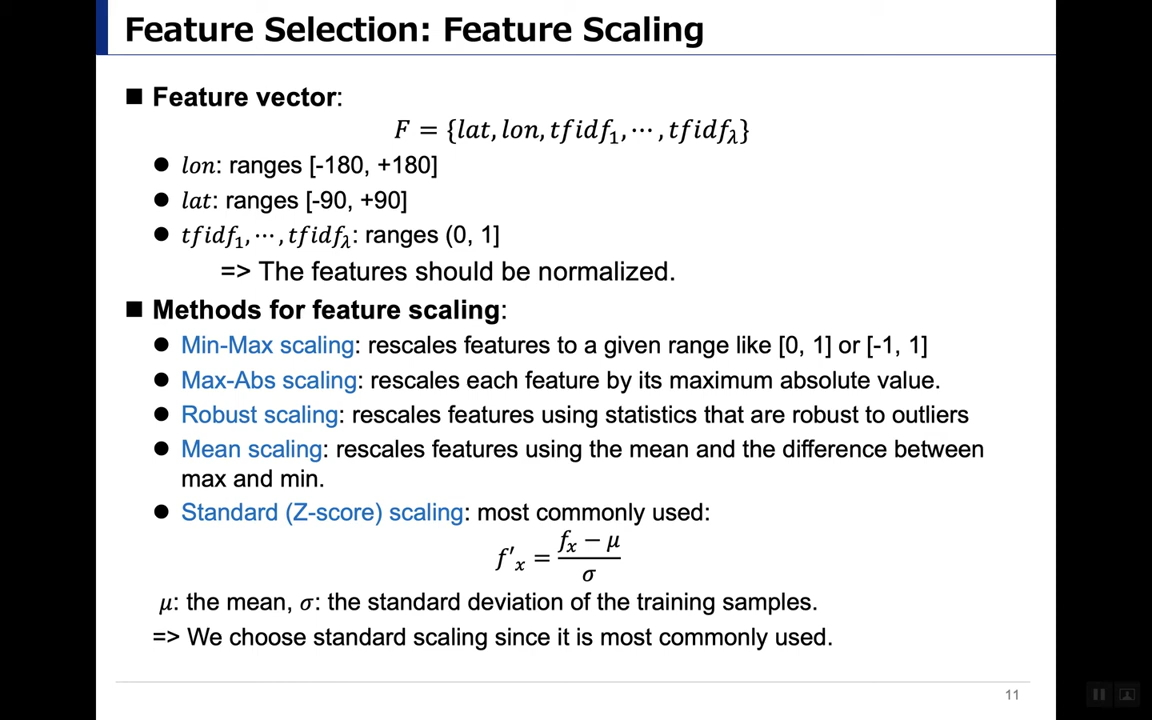 Feature Selection: Feature Scaling
■ Feature vector:
F = {lat, lon, tfidf₁, ⋯ , tfidf_λ}
● lon: ranges [-180, +180]
● lat: ranges [-90, +90]
● tfidf₁, ⋯ , tfidf_λ: ranges (0, 1]
=> The features should be normalized.
■ Methods for feature scaling:
● Min-Max scaling: rescales features to a given range like [0, 1] or [-1, 1]
● Max-Abs scaling: rescales each feature by its maximum absolute value.
● Robust scaling: rescales features using statistics that are robust to outliers
● Mean scaling: rescales features using the mean and the difference between
max and min.
● Standard (Z-score) scaling: most commonly used:
f′ₓ = (fₓ − μ) / σ
μ: the mean, σ: the standard deviation of the training samples.
=> We choose standard scaling since it is most commonly used.
11